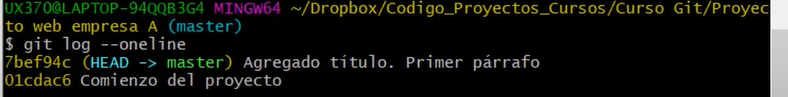 UX370@LAPTOP-94QQB3G4 MINGW64 ~/Dropbox/Codigo_Proyectos_Cursos/Curso Git/Proyec
to web empresa A (master)
$ git log --oneline
7bef94c (HEAD -> master) Agregado título. Primer párrafo
01cdac6 Comienzo del proyecto